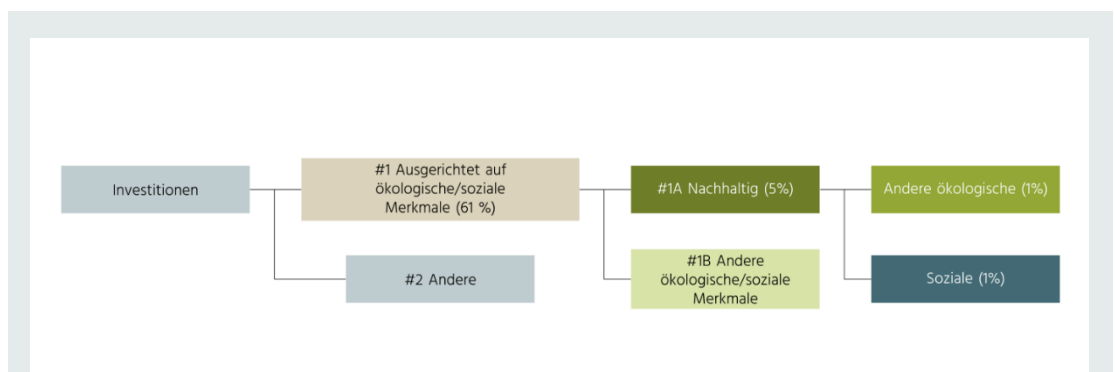 Investitionen
#1 Ausgerichtet auf
ökologische/soziale
Merkmale (61 %)
#2 Andere
#1A Nachhaltig (5%)
#1B Andere
ökologische/soziale
Merkmale
Andere ökologische (1%)
Soziale (1%)